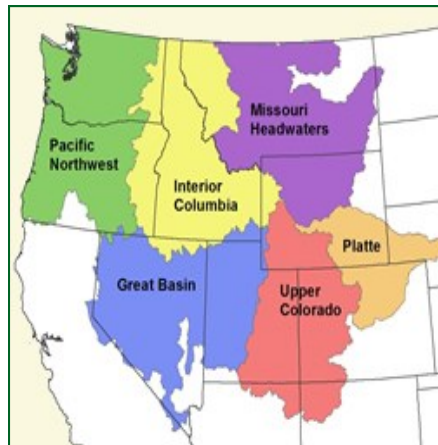 Missouri
Headwaters
Pacific
Northwest
Interior
Columbia
Platte
Great Basin
Upper
Colorado